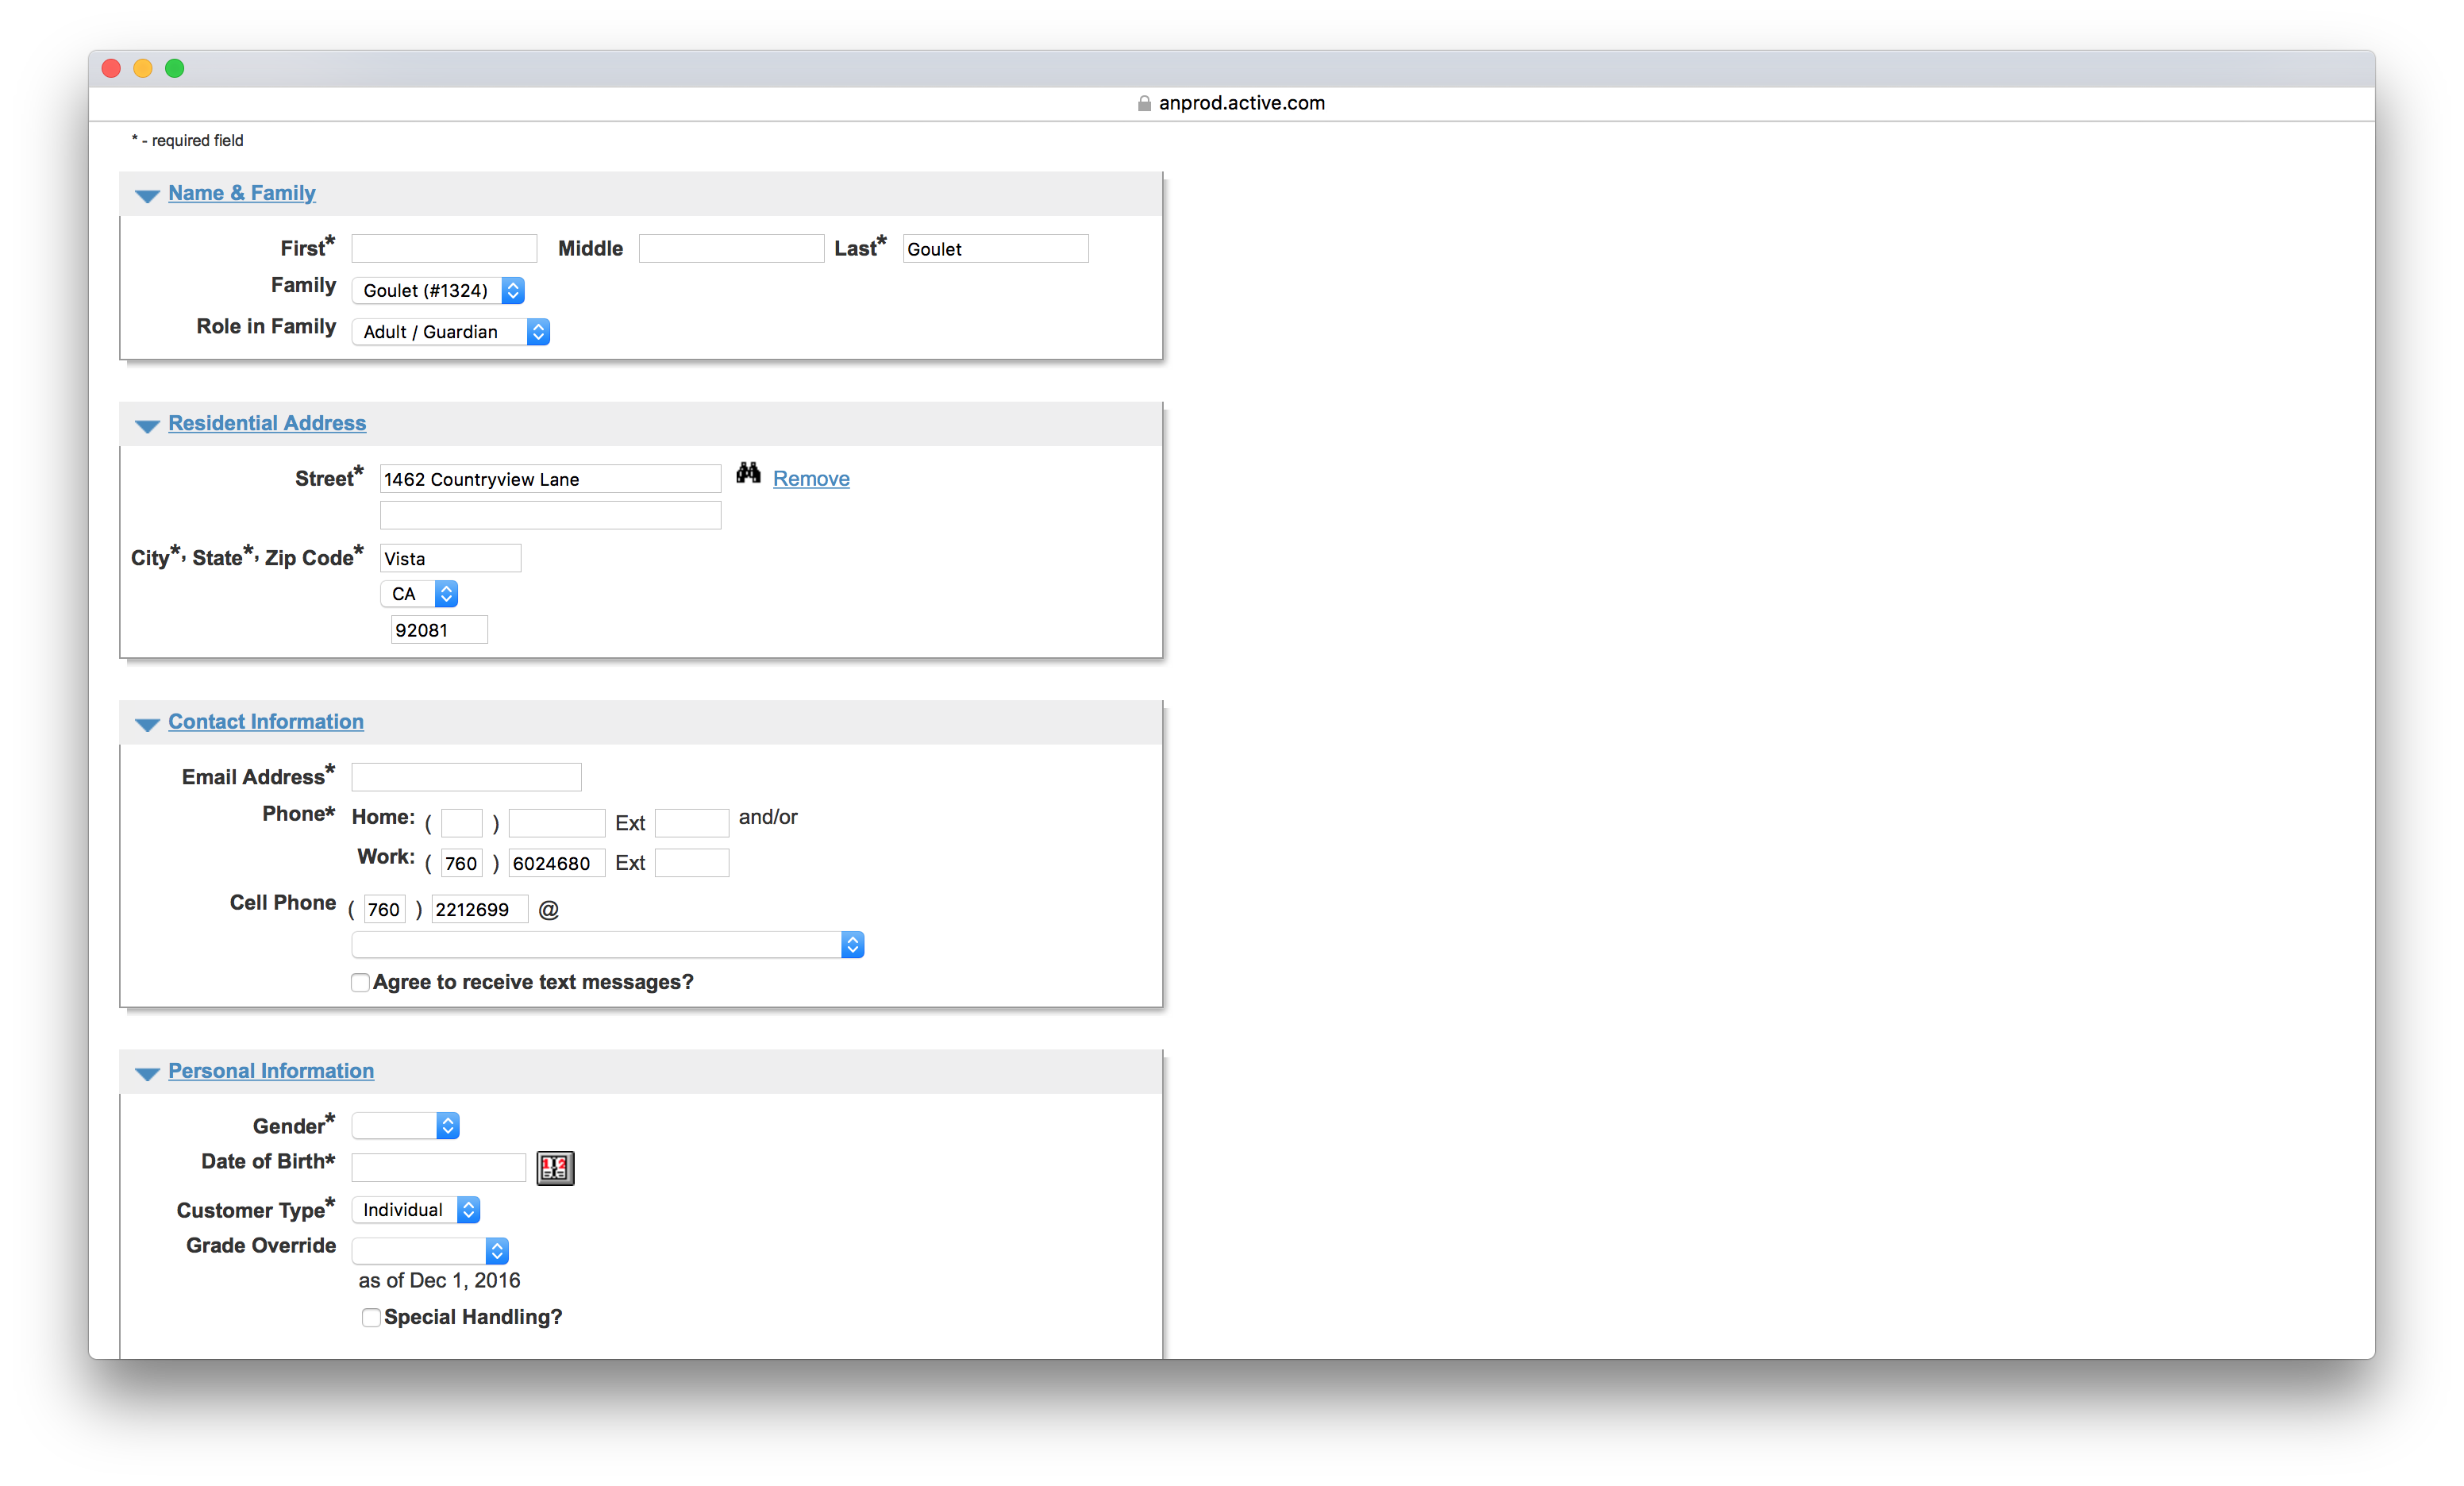 anprod.active.com
* - required field
Name & Family
First* Middle Last* Goulet
Family Goulet (#1324)
Role in Family Adult / Guardian
Residential Address
Street* 1462 Countryview Lane Remove
City*, State*, Zip Code* Vista
CA
92081
Contact Information
Email Address*
Phone* Home: ( ) Ext and/or
Work: ( 760 ) 6024680 Ext
Cell Phone ( 760 ) 2212699 @
Agree to receive text messages?
Personal Information
Gender*
Date of Birth* 12
Customer Type* Individual
Grade Override
as of Dec 1, 2016
Special Handling?